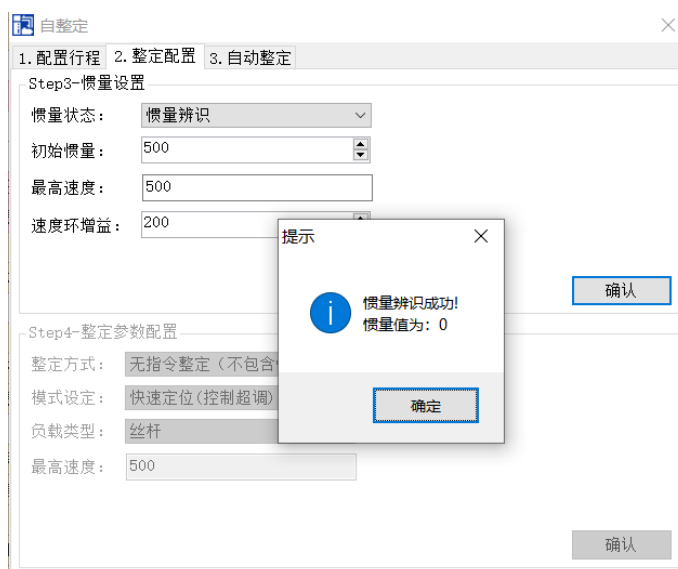 自整定
1.配置行程 2.整定配置 3.自动整定
Step3-惯量设置
惯量状态： 惯量辨识
初始惯量： 500
最高速度： 500
速度环增益： 200
确认
提示
惯量辨识成功!
惯量值为：0
确定
Step4-整定参数配置
整定方式： 无指令整定（不包含
模式设定： 快速定位(控制超调)
负载类型： 丝杆
最高速度： 500
确认